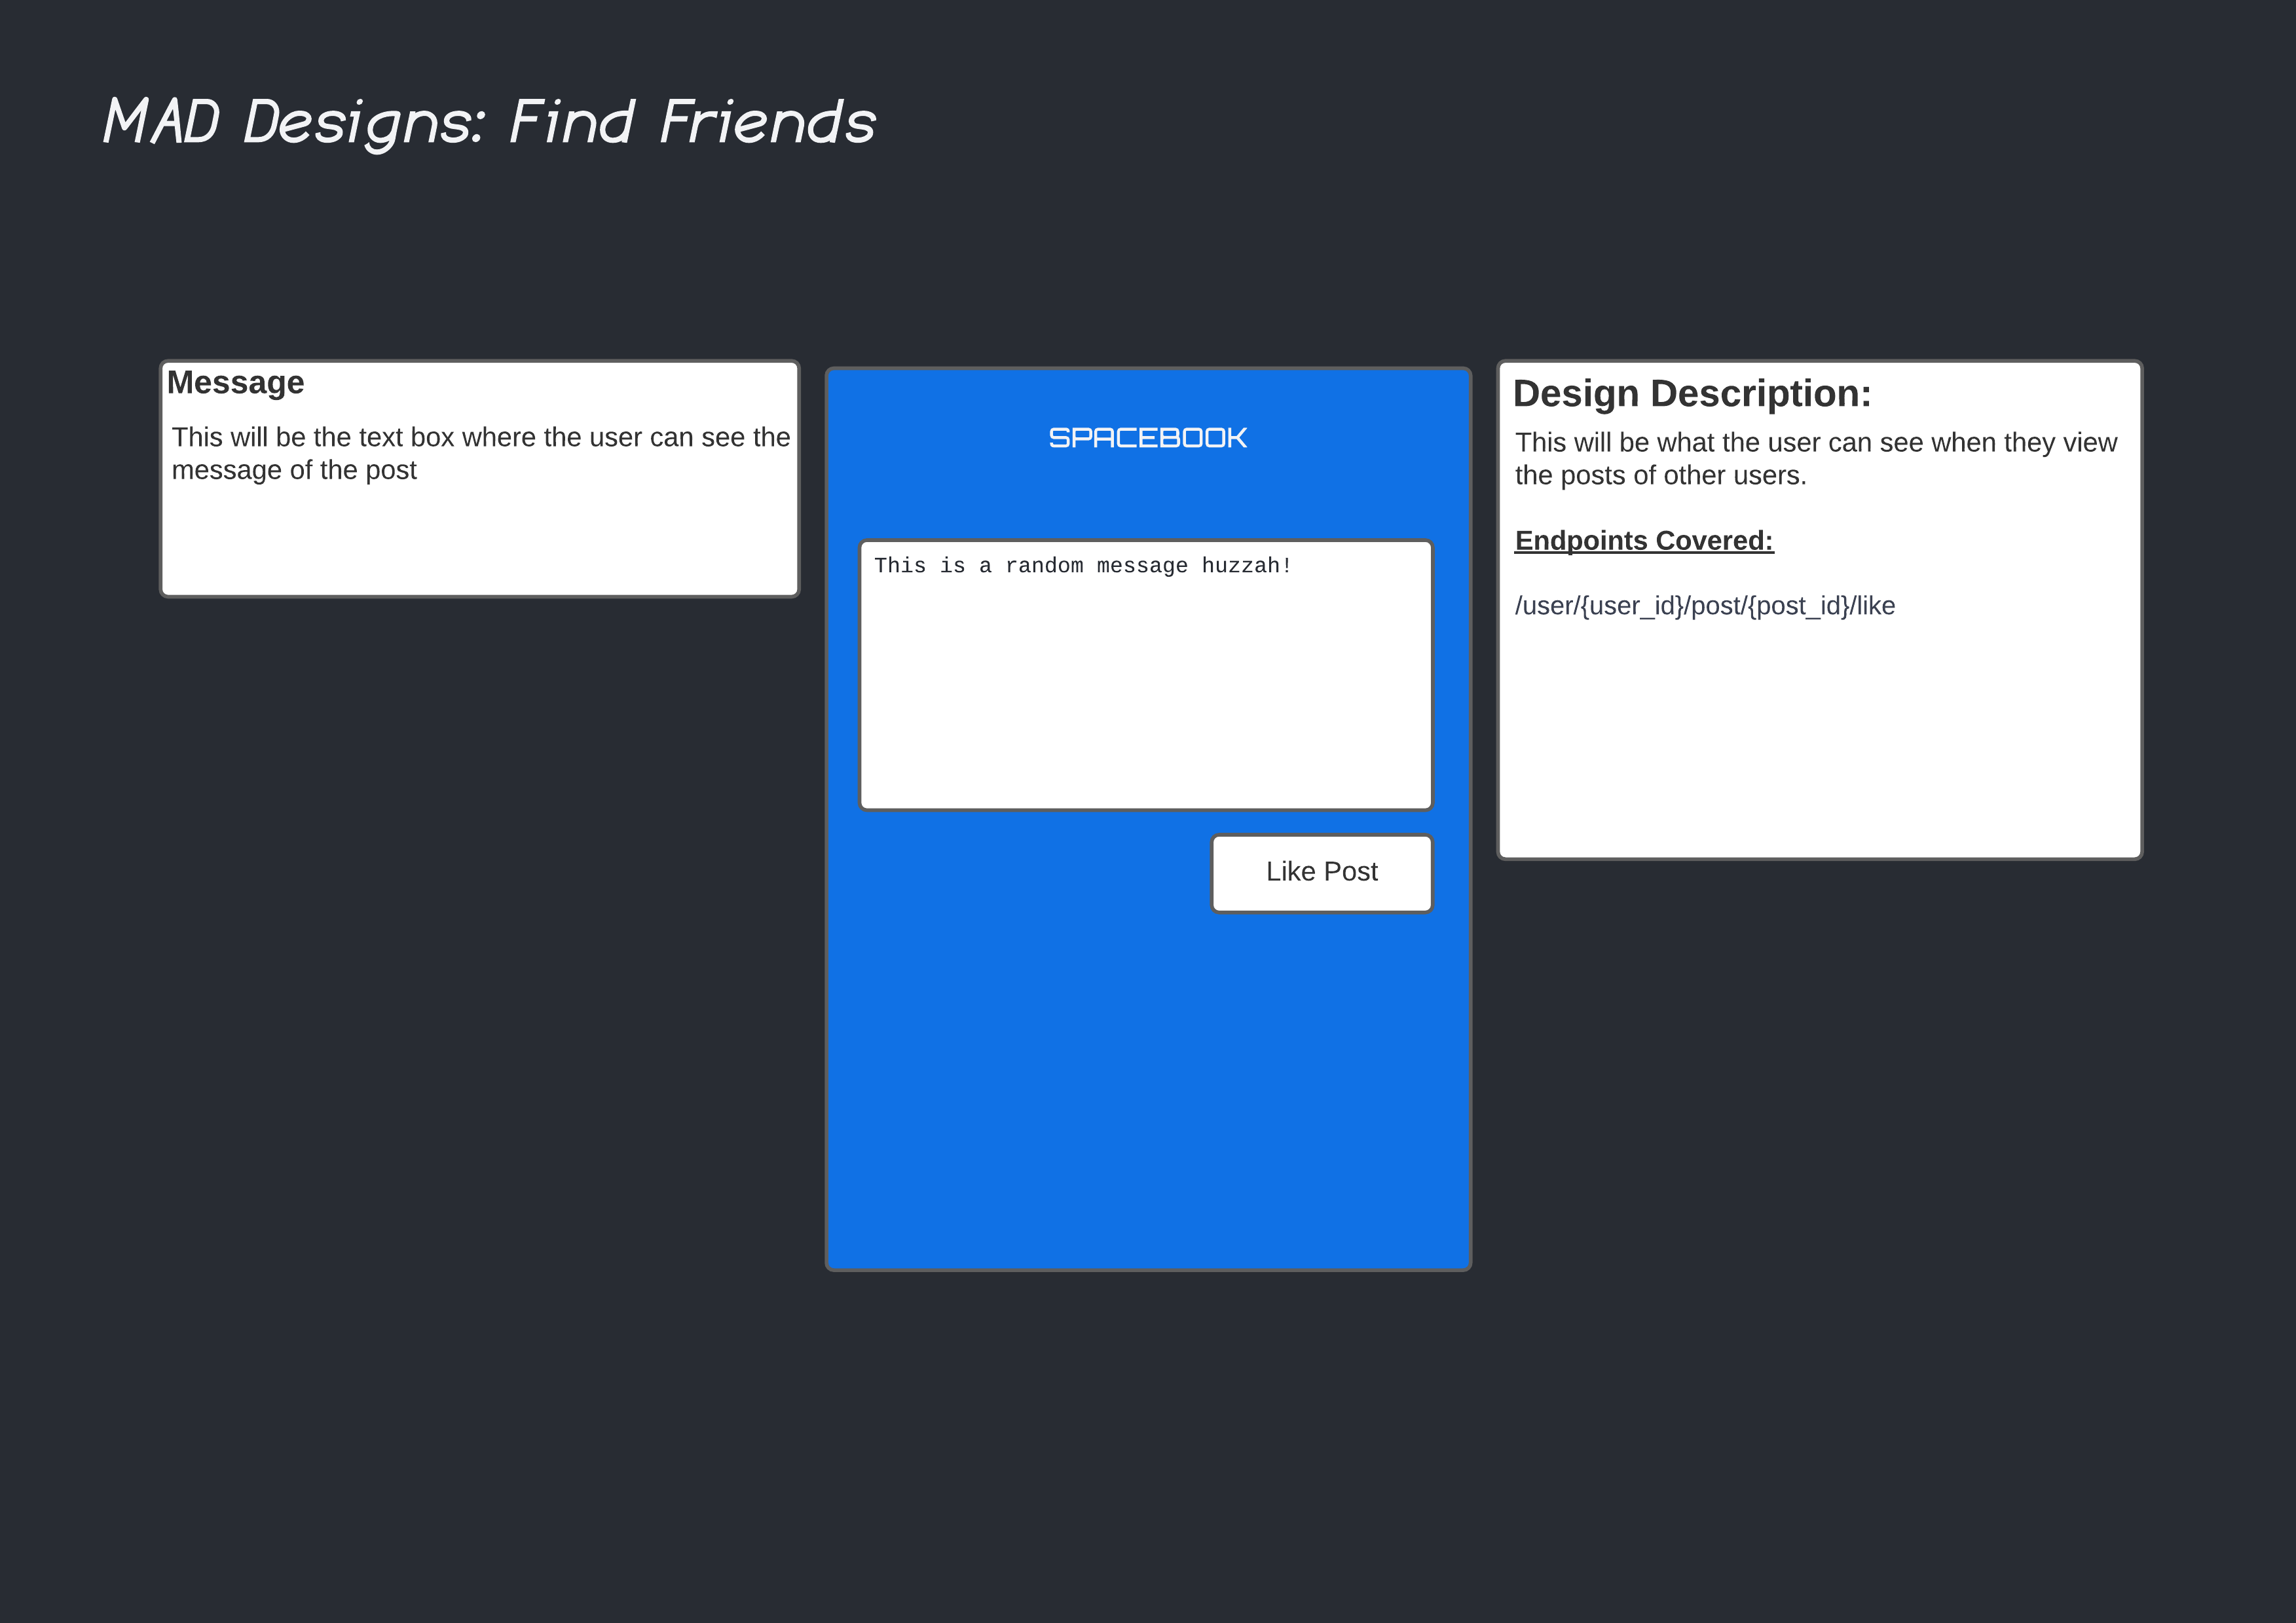 MAD Designs: Find Friends
Message
This will be the text box where the user can see the
message of the post
SPACEBOOK
This is a random message huzzah!
Like Post
Design Description:
This will be what the user can see when they view
the posts of other users.
Endpoints Covered:
/user/{user_id}/post/{post_id}/like